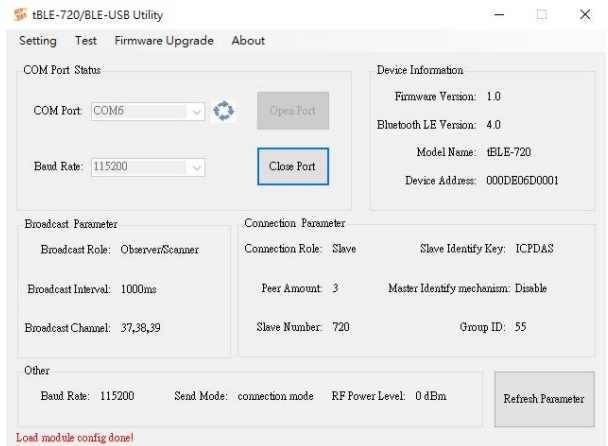 tBLE-720/BLE-USB Utility
Setting Test Firmware Upgrade About
COM Port Status
COM Port: COM6
Open Port
Baud Rate: 115200
Close Port
Device Information
Firmware Version: 1.0
Bluetooth LE Version: 4.0
Model Name: tBLE-720
Device Address: 000DE06D0001
Broadcast Parameter
Broadcast Role: Observer/Scanner
Broadcast Interval: 1000ms
Broadcast Channel: 37,38,39
Connection Parameter
Connection Role: Slave
Slave Identify Key: ICPDAS
Peer Amount: 3
Master Identify mechanism: Disable
Slave Number: 720
Group ID: 55
Other
Baud Rate: 115200 Send Mode: connection mode RF Power Level: 0 dBm
Refresh Parameter
Load module config done!